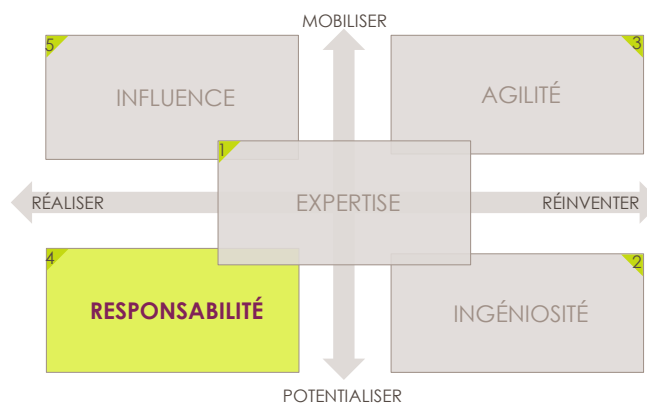 MOBILISER
5
3
INFLUENCE
AGILITÉ
1
RÉALISER
EXPERTISE
RÉINVENTER
4
2
RESPONSABILITÉ
INGÉNIOSITÉ
POTENTIALISER